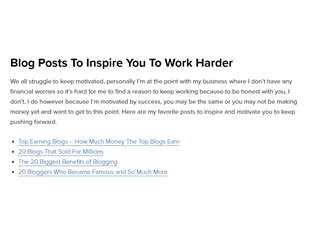 Blog Posts To Inspire You To Work Harder
We all struggle to keep motivated, personally I'm at the point with my business where I don't have any
financial worries so it's hard for me to find a reason to keep working because to be honest with you, I
don't. I do however because I'm motivated by success, you may be the same or you may not be making
money yet and want to get to this point. Here are my favorite posts to inspire and motivate you to keep
pushing forward.
• Top Earning Blogs – How Much Money The Top Blogs Earn
• 20 Blogs That Sold For Millions
• The 20 Biggest Benefits of Blogging
• 20 Bloggers Who Became Famous and So Much More